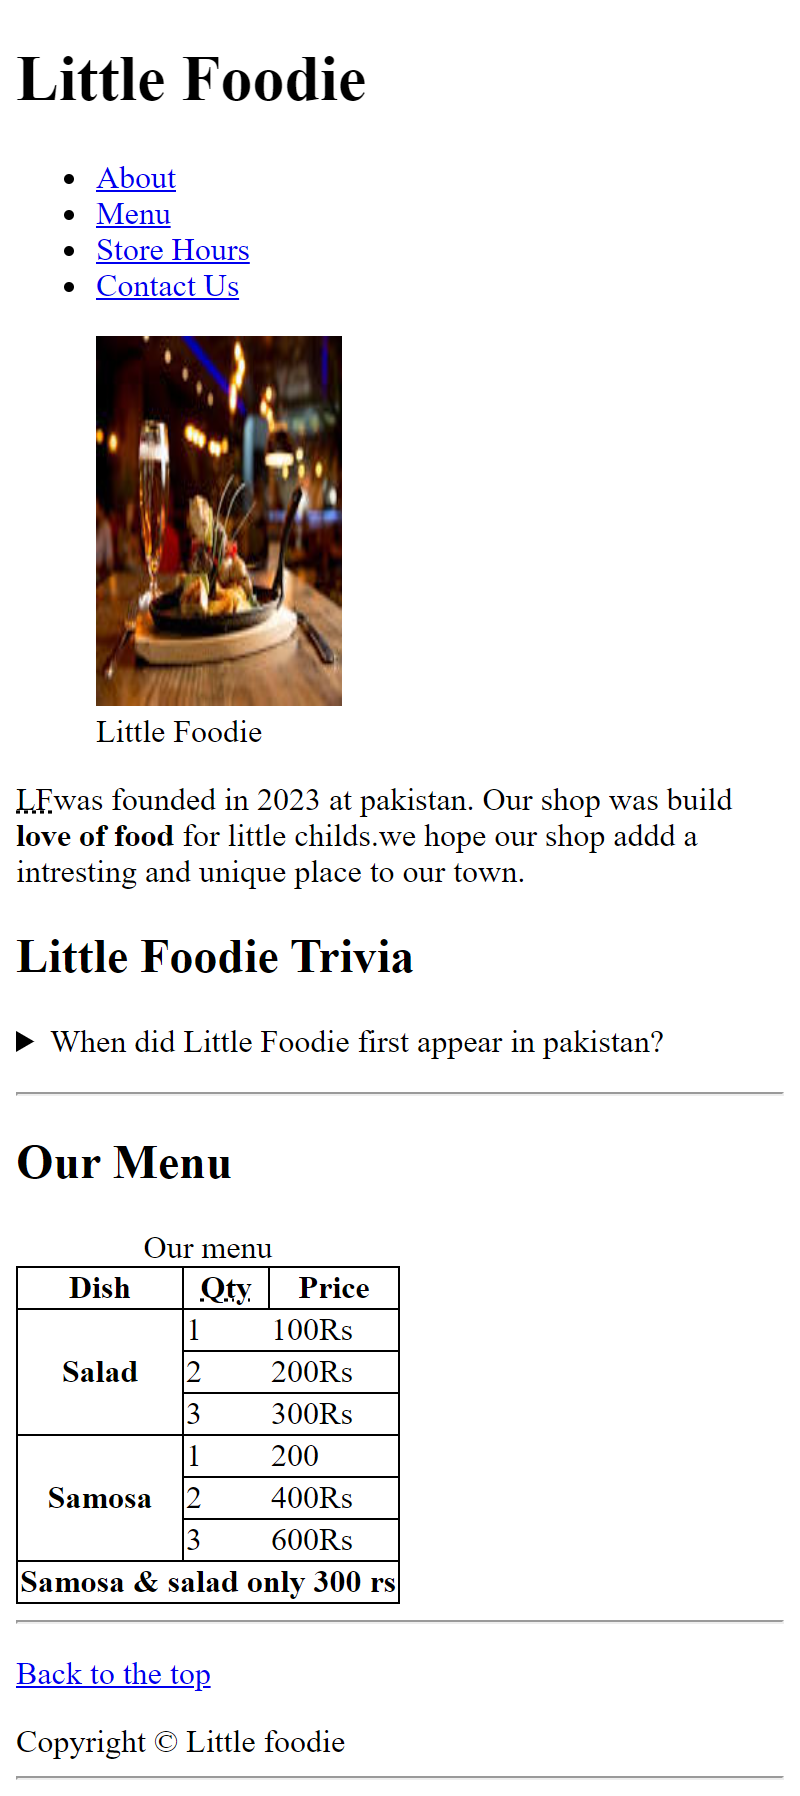 Little Foodie
About
Menu
Store Hours
Contact Us
Little Foodie
LFwas founded in 2023 at pakistan. Our shop was build
love of food for little childs.we hope our shop addd a
intresting and unique place to our town.
Little Foodie Trivia
When did Little Foodie first appear in pakistan?
Our Menu
Our menu
Dish Qty Price
Salad
1 100Rs
2 200Rs
3 300Rs
Samosa
1 200
2 400Rs
3 600Rs
Samosa & salad only 300 rs
Back to the top
Copyright © Little foodie